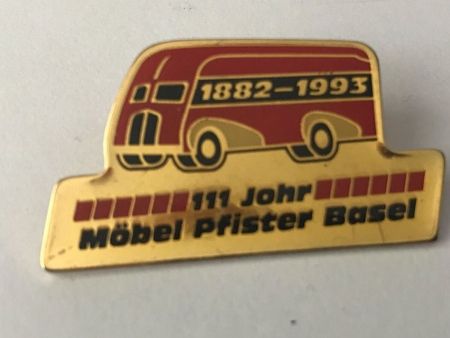 1882-1993
111 Johr
Möbel Pfister Basel